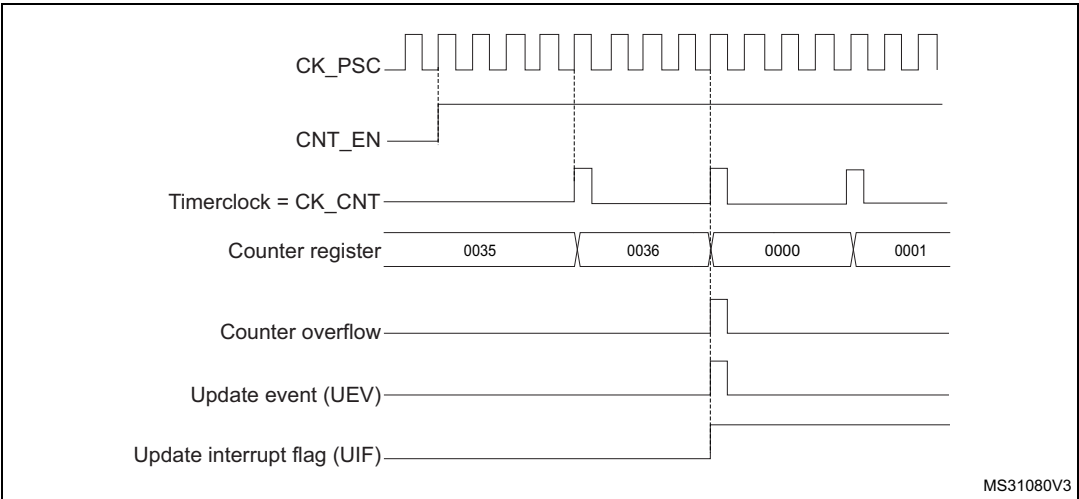 CK_PSC
CNT_EN
Timerclock = CK_CNT
Counter register 0035 0036 0000 0001
Counter overflow
Update event (UEV)
Update interrupt flag (UIF)
MS31080V3